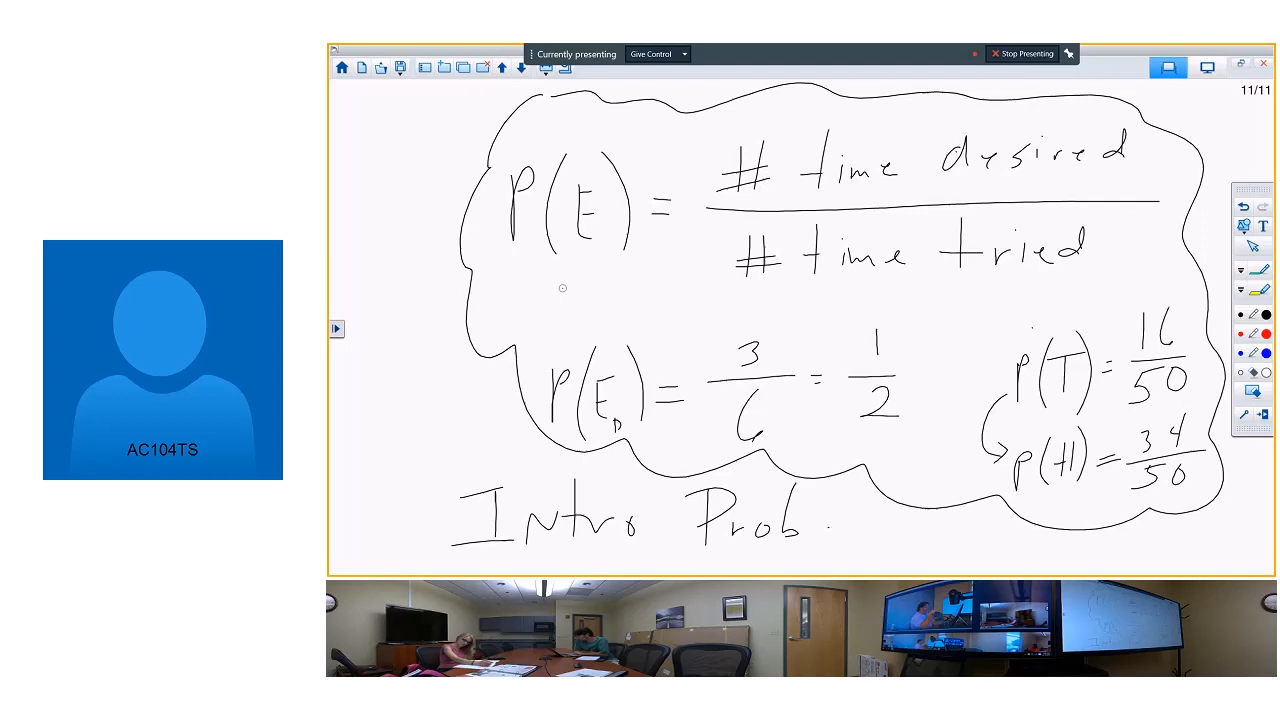 Currently presenting Give Control Stop Presenting
11/11
P(E) = # time desired / # time tried
P(E_D) = 3/6 = 1/2
P(T) = 16/50
P(H) = 34/50
Intro Prob.
T
AC104TS